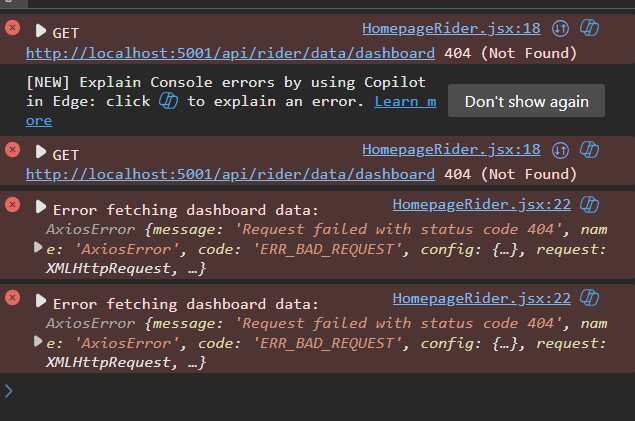 GET HomepageRider.jsx:18
http://localhost:5001/api/rider/data/dashboard 404 (Not Found)
[NEW] Explain Console errors by using Copilot
in Edge: click to explain an error. Learn m
ore
Don't show again
GET HomepageRider.jsx:18
http://localhost:5001/api/rider/data/dashboard 404 (Not Found)
Error fetching dashboard data: HomepageRider.jsx:22
AxiosError {message: 'Request failed with status code 404', nam
e: 'AxiosError', code: 'ERR_BAD_REQUEST', config: {…}, request:
XMLHttpRequest, …}
Error fetching dashboard data: HomepageRider.jsx:22
AxiosError {message: 'Request failed with status code 404', nam
e: 'AxiosError', code: 'ERR_BAD_REQUEST', config: {…}, request:
XMLHttpRequest, …}